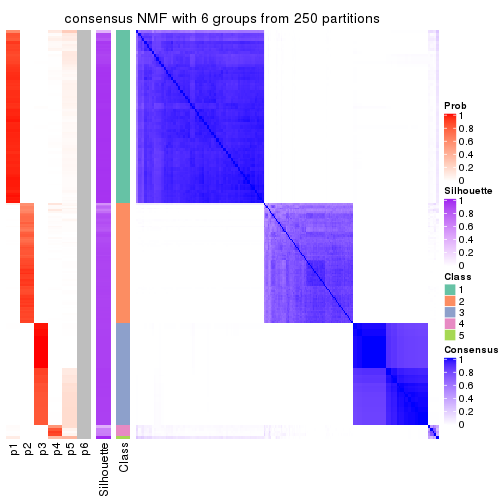 consensus NMF with 6 groups from 250 partitions
Prob
1
0.8
0.6
0.4
0.2
0
Silhouette
1
0.8
0.6
0.4
0.2
0
Class
1
2
3
4
5
Consensus
1
0.8
0.6
0.4
0.2
0
p1
p2
p3
p4
p5
p6
Silhouette
Class